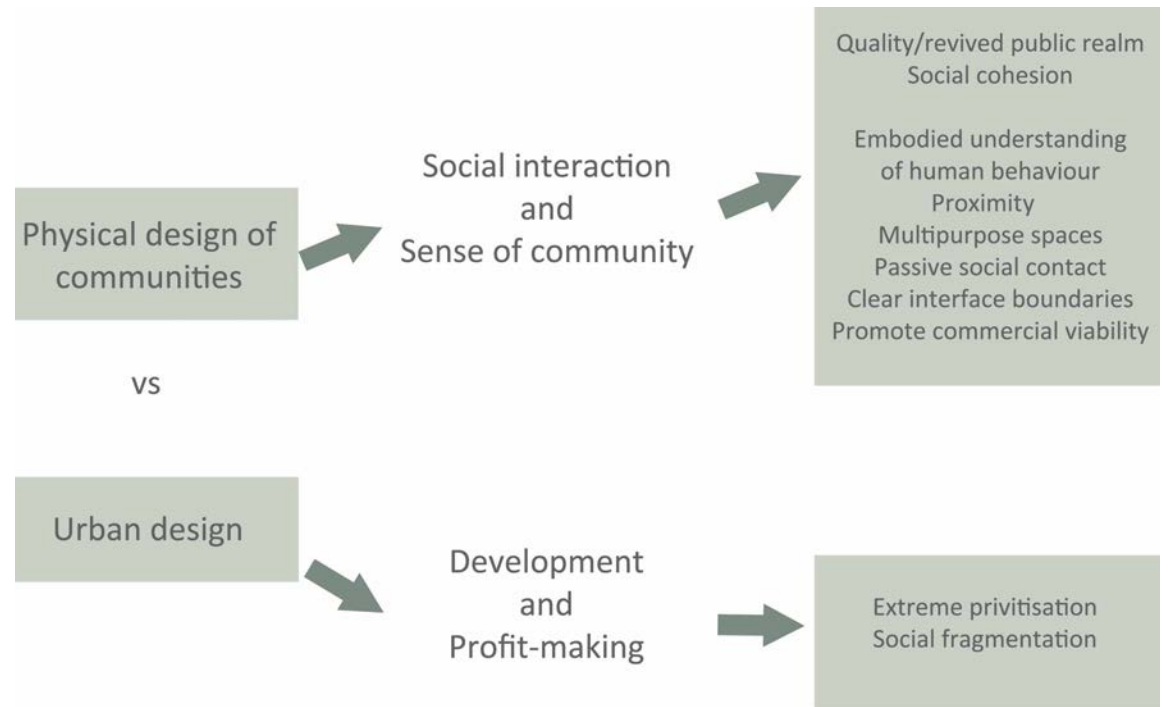 Physical design of
communities
Social interaction
and
Sense of community
Quality/revived public realm
Social cohesion
Embodied understanding
of human behaviour
Proximity
Multipurpose spaces
Passive social contact
Clear interface boundaries
Promote commercial viability
vs
Urban design
Development
and
Profit-making
Extreme privitisation
Social fragmentation